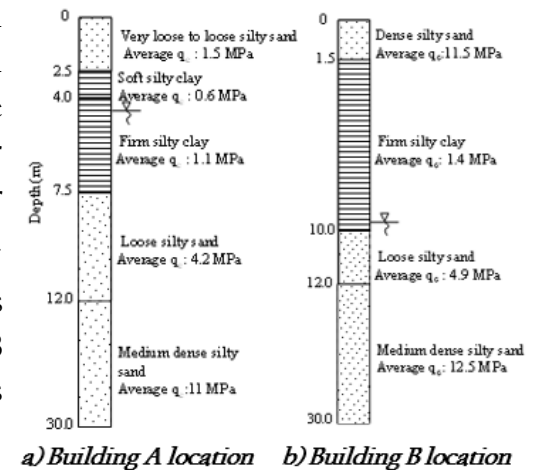 0
Very loose to loose silty sand
Average q : 1.5 MPa
2.5
Soft silty clay
Average q : 0.6 MPa
4.0
Firm silty clay
Average q : 1.1 MPa
7.5
Depth (m)
Loose silty sand
Average q : 4.2 MPa
12.0
Medium dense silty
sand
Average q :11 MPa
30.0
a) Building A location
0
Dense silty sand
Average qc:11.5 MPa
1.5
Firm silty clay
Average qc: 1.4 MPa
10.0
Loose silty sand
Average qc: 4.9 MPa
12.0
Medium dense silty sand
Average qc: 12.5 MPa
30.0
b) Building B location